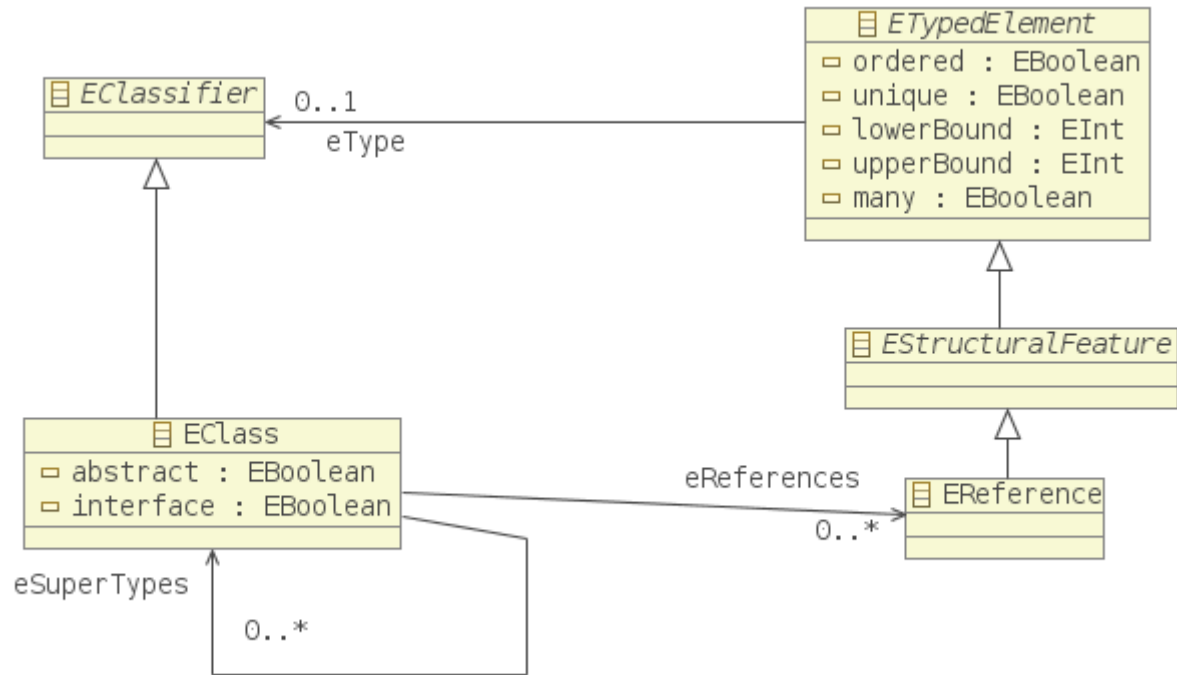 ETypedElement
ordered : EBoolean
unique : EBoolean
lowerBound : EInt
upperBound : EInt
many : EBoolean
EClassifier
0..1
eType
EStructuralFeature
EClass
abstract : EBoolean
interface : EBoolean
eReferences
0..*
EReference
eSuperTypes
0..*